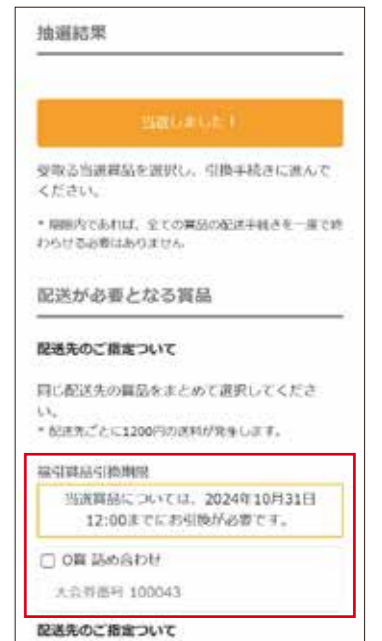 抽選結果
当選しました！
受取る当選賞品を選択し、引換手続きに進んで
ください。
* 期限内であれば、全ての賞品の配送手続きを一度で終
わらせる必要はありません
配送が必要となる賞品
配送先のご指定ついて
同じ配送先の賞品をまとめて選択してくださ
い。
* 配送先ごとに1200円の送料が発生します。
福引賞品引換期限
当選賞品については、2024年10月31日
12:00までにお引換が必要です。
O賞 詰め合わせ
大会券番号 100043
配送先のご指定ついて